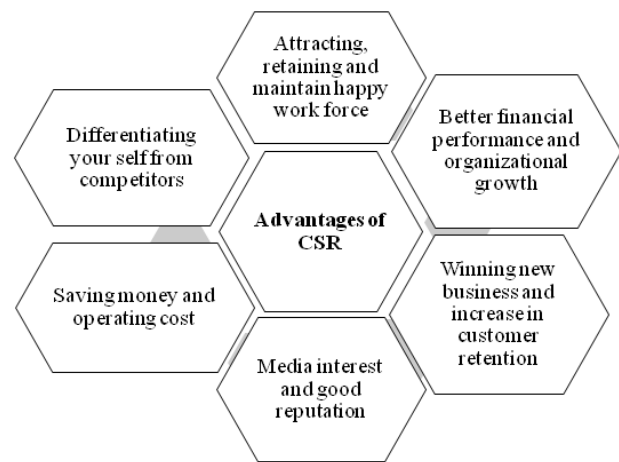 Attracting,
retaining and
maintain happy
work force
Better financial
performance and
organizational
growth
Differentiating
your self from
competitors
Advantages of
CSR
Winning new
business and
increase in
customer
retention
Saving money and
operating cost
Media interest
and good
reputation